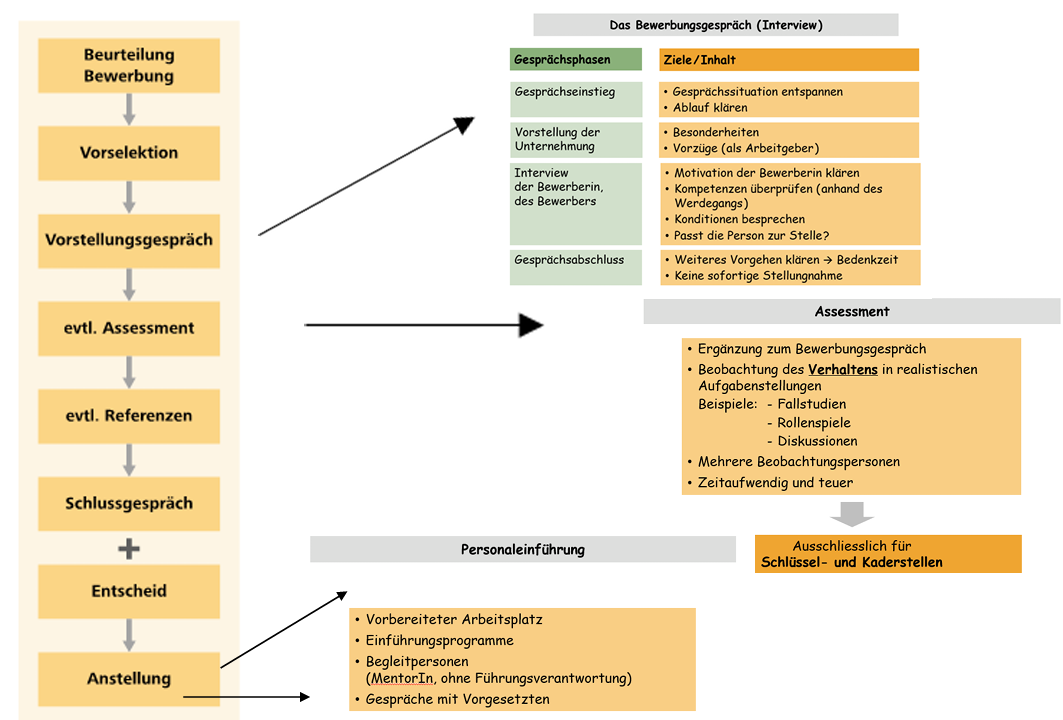 Beurteilung
Bewerbung
Vorselektion
Vorstellungsgespräch
evtl. Assessment
evtl. Referenzen
Schlussgespräch
+
Entscheid
Anstellung
Das Bewerbungsgespräch (Interview)
Gesprächsphasen
Ziele/Inhalt
Gesprächseinstieg
• Gesprächssituation entspannen
• Ablauf klären
Vorstellung der
Unternehmung
• Besonderheiten
• Vorzüge (als Arbeitgeber)
Interview
der Bewerberin,
des Bewerbers
• Motivation der Bewerberin klären
• Kompetenzen überprüfen (anhand des
Werdegangs)
• Konditionen besprechen
• Passt die Person zur Stelle?
Gesprächsabschluss
• Weiteres Vorgehen klären → Bedenkzeit
• Keine sofortige Stellungnahme
Assessment
• Ergänzung zum Bewerbungsgespräch
• Beobachtung des Verhaltens in realistischen
Aufgabenstellungen
Beispiele: - Fallstudien
- Rollenspiele
- Diskussionen
• Mehrere Beobachtungspersonen
• Zeitaufwendig und teuer
Ausschliesslich für
Schlüssel- und Kaderstellen
Personaleinführung
• Vorbereiteter Arbeitsplatz
• Einführungsprogramme
• Begleitpersonen
(MentorIn, ohne Führungsverantwortung)
• Gespräche mit Vorgesetzten